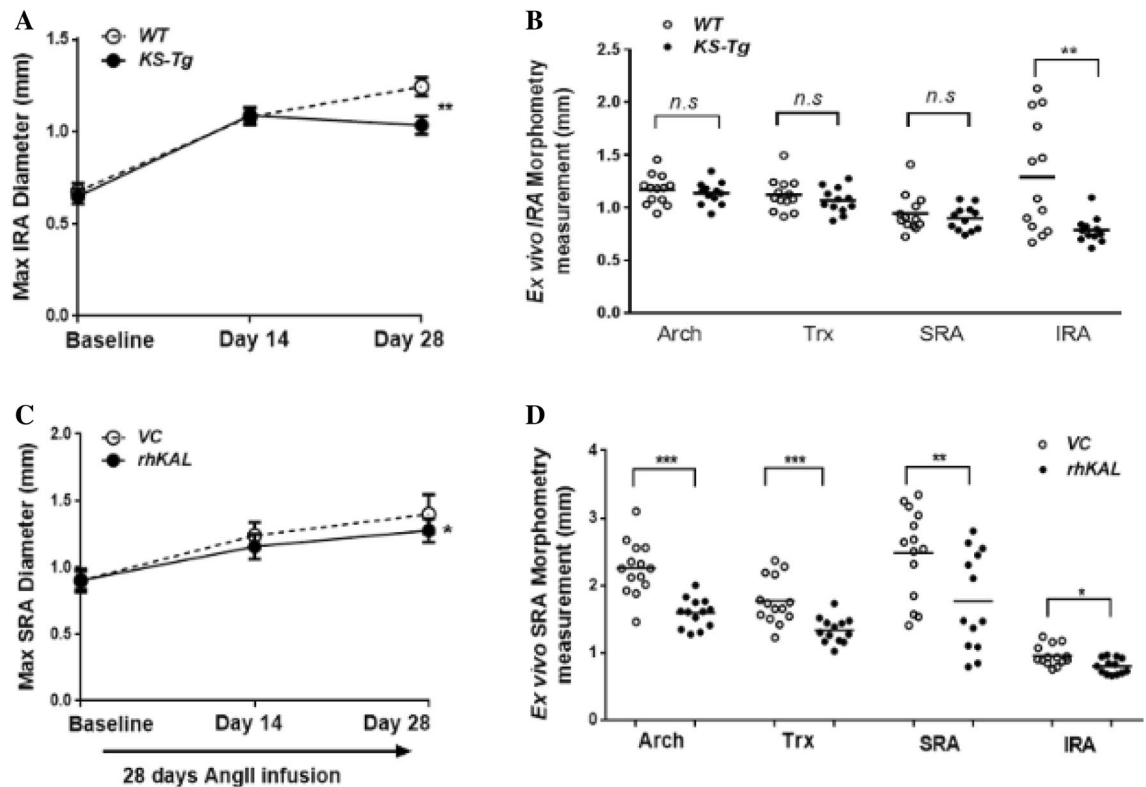 A
WT
KS-Tg
Max IRA Diameter (mm)
1.5
1.0
0.5
0.0
**
Baseline Day 14 Day 28
B
WT
KS-Tg
Ex vivo IRA Morphometry
measurement (mm)
2.5
2.0
1.5
1.0
0.5
0.0
n.s n.s n.s **
Arch Trx SRA IRA
C
VC
rhKAL
Max SRA Diameter (mm)
2.0
1.5
1.0
0.5
0.0
*
Baseline Day 14 Day 28
28 days AngII infusion
D
VC
rhKAL
Ex vivo SRA Morphometry
measurement (mm)
4
3
2
1
0
*** *** ** *
Arch Trx SRA IRA